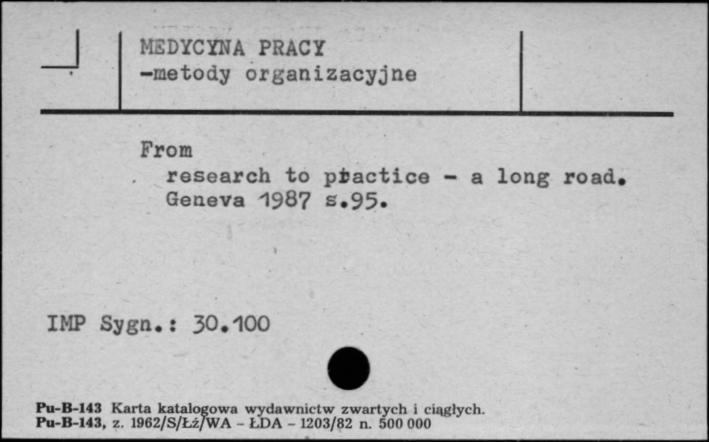 MEDYCYNA PRACY
-metody organizacyjne
From
research to practice - a long road.
Geneva 1987 s.95.
IMP Sygn.: 30.100
Pu-B-143 Karta katalogowa wydawnictw zwartych i ciągłych.
Pu-B-143, z. 1962/S/Łź/WA - ŁDA - 1203/82 n. 500 000